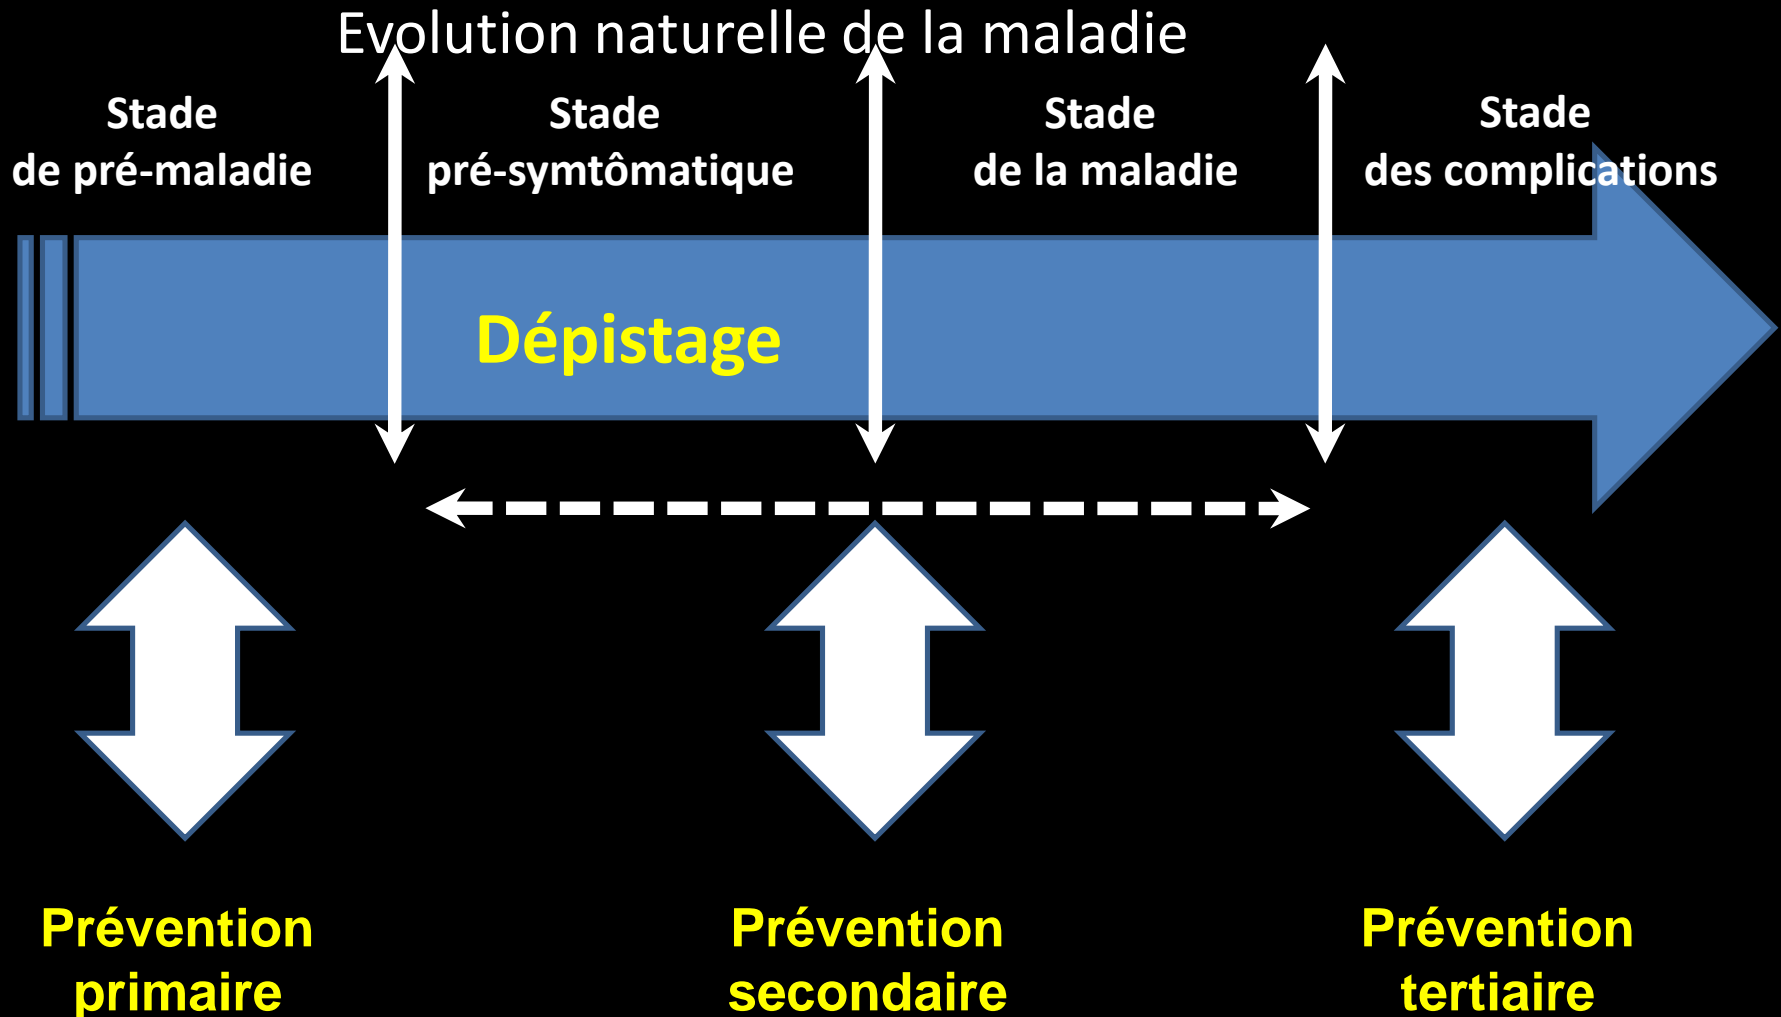 Evolution naturelle de la maladie
Stade
de pré-maladie
Stade
pré-symtômatique
Stade
de la maladie
Stade
des complications
Dépistage
Prévention
primaire
Prévention
secondaire
Prévention
tertiaire